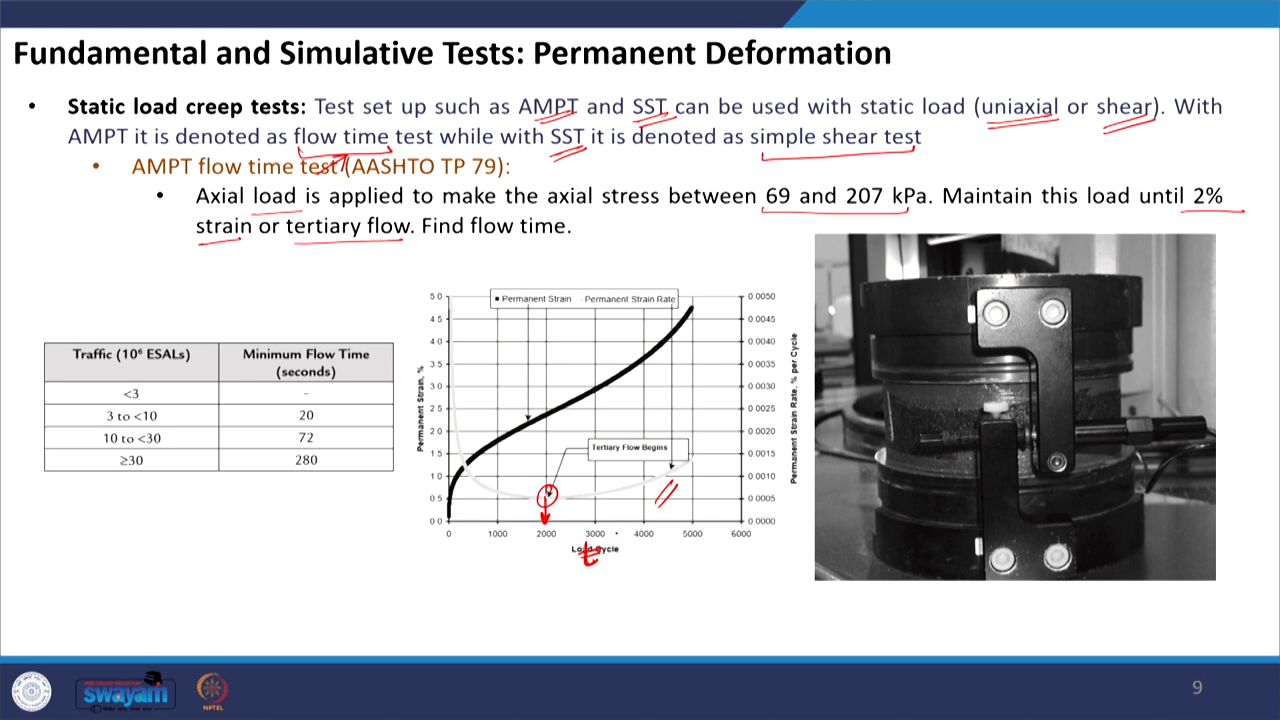 Fundamental and Simulative Tests: Permanent Deformation
• Static load creep tests: Test set up such as AMPT and SST can be used with static load (uniaxial or shear). With
AMPT it is denoted as flow time test while with SST it is denoted as simple shear test
• AMPT flow time test (AASHTO TP 79):
• Axial load is applied to make the axial stress between 69 and 207 kPa. Maintain this load until 2%
strain or tertiary flow. Find flow time.
Traffic (10⁶ ESALs) Minimum Flow Time
(seconds)
<3 –
3 to <10 20
10 to <30 72
≥30 280
Permanent Strain Permanent Strain Rate
5 0 0 0050
4 5 0 0045
4 0 0 0040
3 5 0 0035
3 0 0 0030
2 5 0 0025
2 0 0 0020
1 5 0 0015
1 0 0 0010
0 5 0 0005
0 0 0 0000
Permanent Strain, %
Permanent Strain Rate, % per Cycle
Tertiary Flow Begins
0 1000 2000 3000 4000 5000 6000
Load Cycle
t
swayam
NPTEL
9